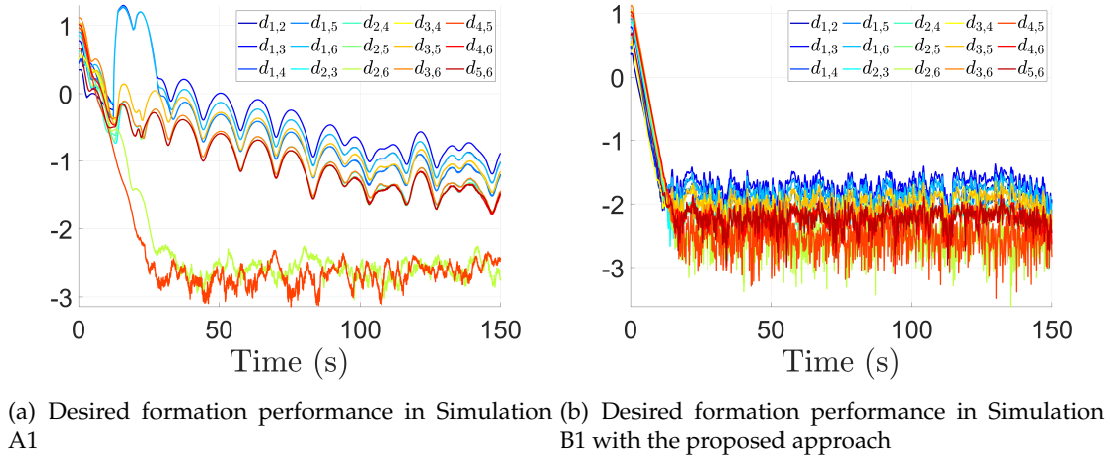 1
0
-1
-2
-3
0
50
100
150
Time (s)
d1,2 d1,5 d2,4 d3,4 d4,5
d1,3 d1,6 d2,5 d3,5 d4,6
d1,4 d2,3 d2,6 d3,6 d5,6
1
0
-1
-2
-3
0
50
100
150
Time (s)
d1,2 d1,5 d2,4 d3,4 d4,5
d1,3 d1,6 d2,5 d3,5 d4,6
d1,4 d2,3 d2,6 d3,6 d5,6
(a) Desired formation performance in Simulation
A1
(b) Desired formation performance in Simulation
B1 with the proposed approach